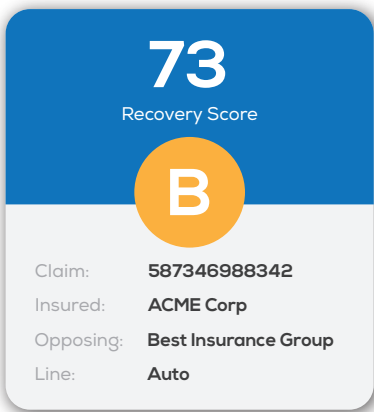 73
Recovery Score
B
Claim: 587346988342
Insured: ACME Corp
Opposing: Best Insurance Group
Line: Auto